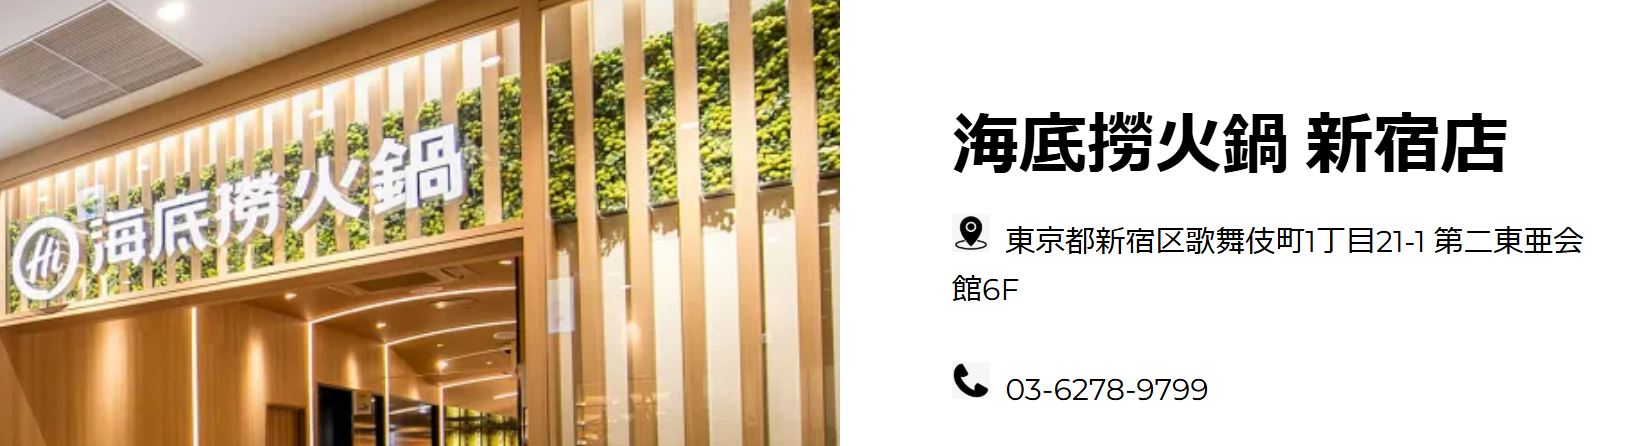 Hi 海底撈火鍋
海底撈火鍋 新宿店
東京都新宿区歌舞伎町1丁目21-1 第二東亜会
館6F
03-6278-9799